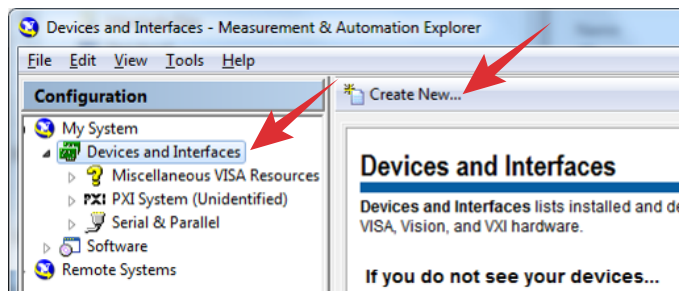 Devices and Interfaces - Measurement & Automation Explorer
File Edit View Tools Help
Configuration
Create New...
My System
Devices and Interfaces
Miscellaneous VISA Resources
PXI PXI System (Unidentified)
Serial & Parallel
Software
Remote Systems
Devices and Interfaces
Devices and Interfaces lists installed and
VISA, Vision, and VXI hardware.
If you do not see your devices...